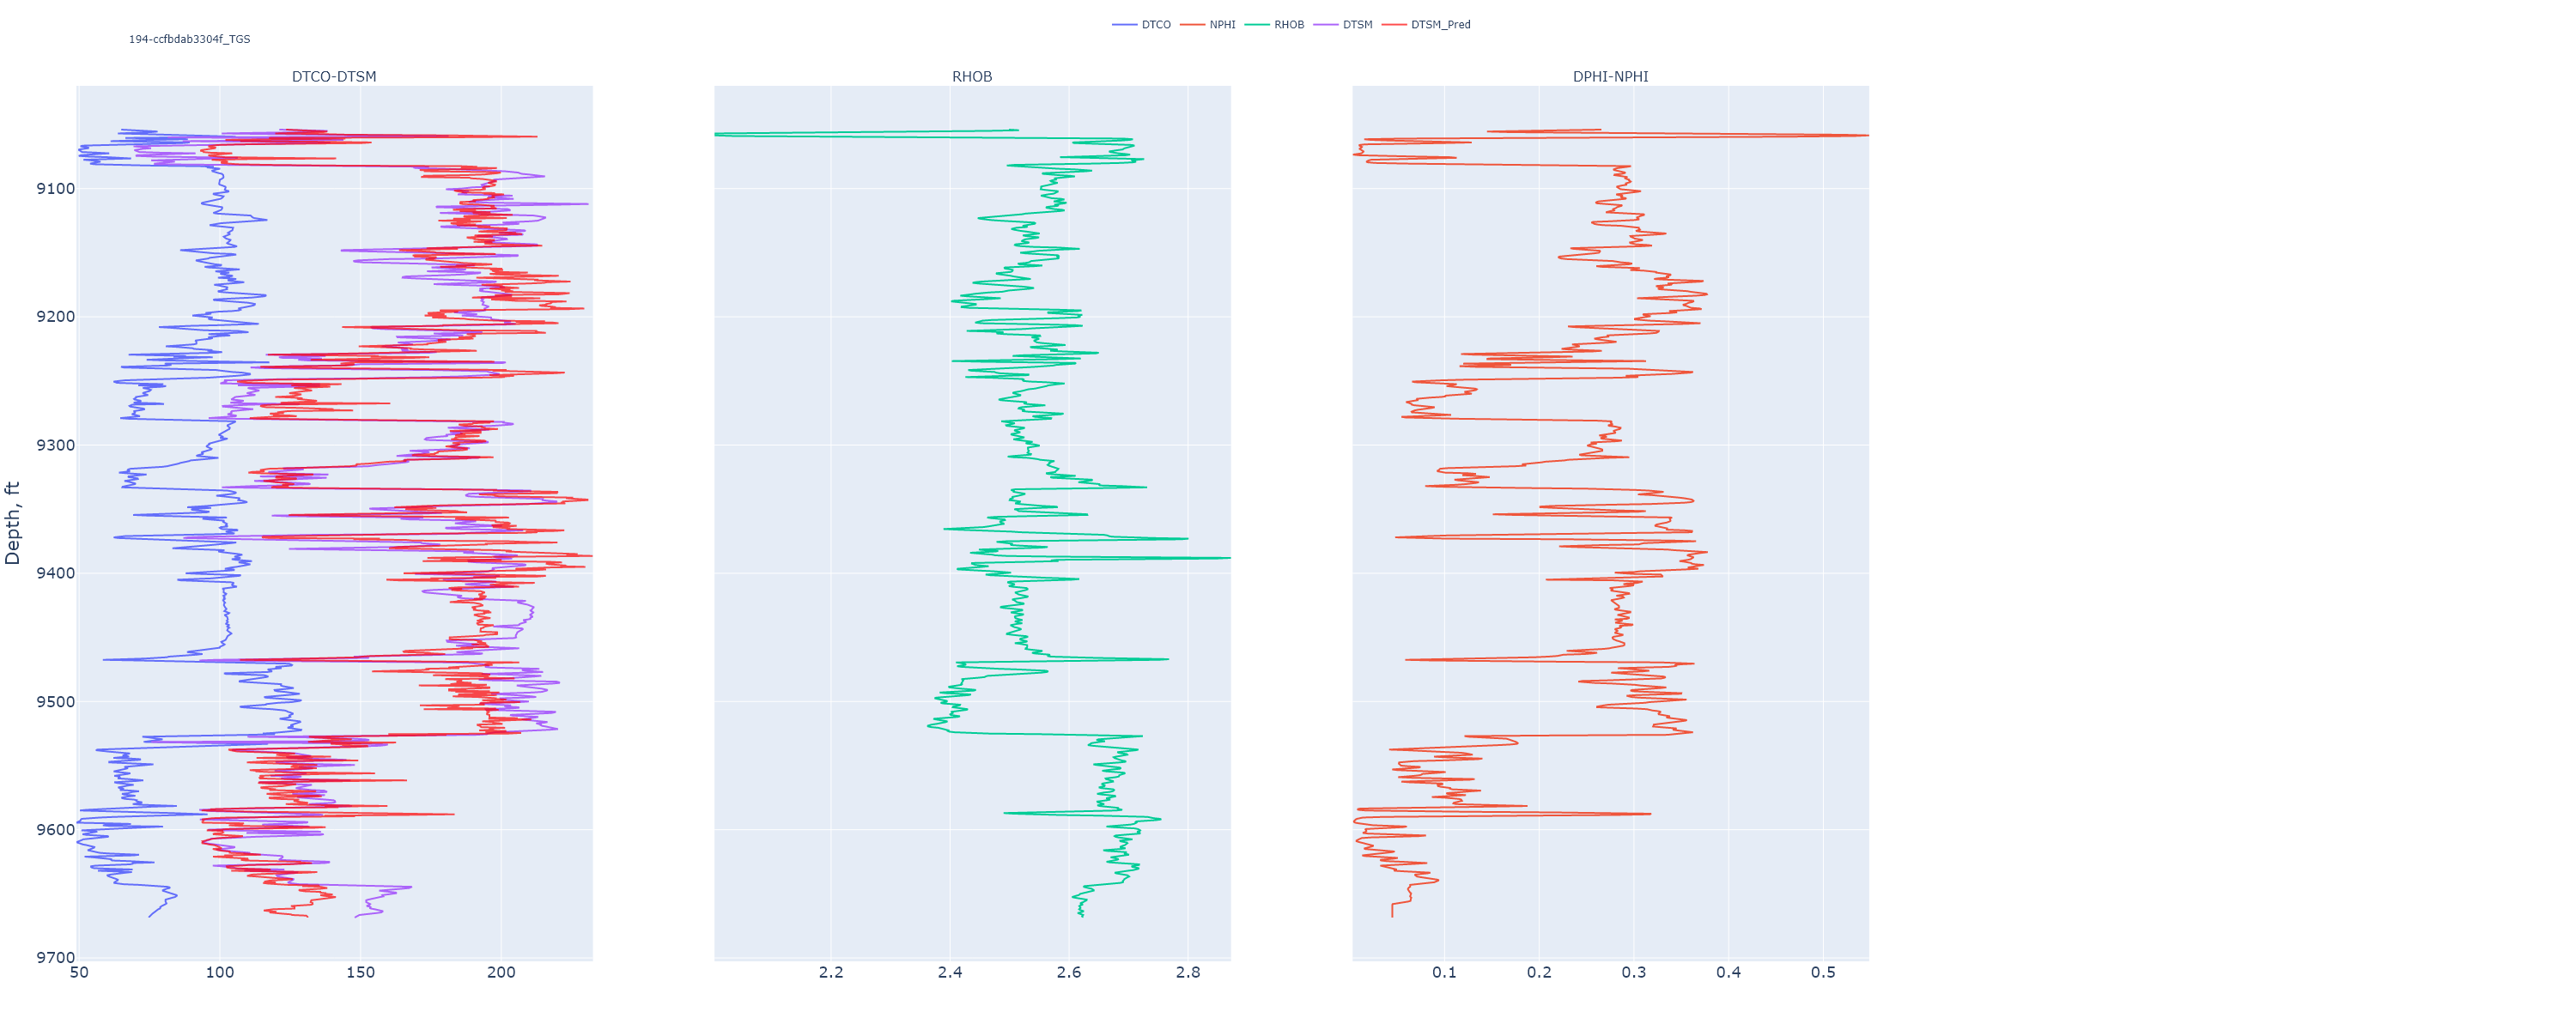 DTCO NPHI RHOB DTSM DTSM_Pred
194-ccfbdab3304f_TGS
DTCO-DTSM RHOB DPHI-NPHI
Depth, ft
9100
9200
9300
9400
9500
9600
9700
50 100 150 200 2.2 2.4 2.6 2.8 0.1 0.2 0.3 0.4 0.5